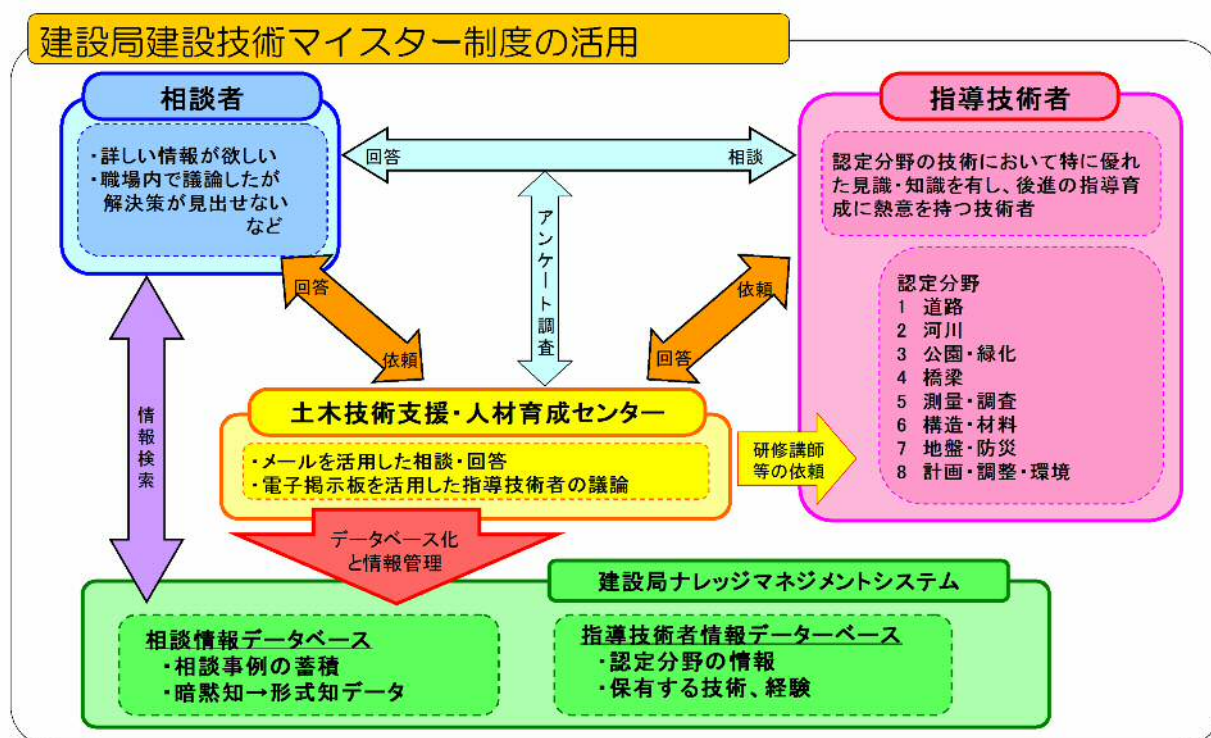 建設局建設技術マイスター制度の活用
相談者
・詳しい情報が欲しい
・職場内で議論したが
解決策が見出せない
など
指導技術者
認定分野の技術において特に優れ
た見識・知識を有し、後進の指導育
成に熱意を持つ技術者
認定分野
1 道路
2 河川
3 公園・緑化
4 橋梁
5 測量・調査
6 構造・材料
7 地盤・防災
8 計画・調整・環境
回答
相談
アンケート調査
回答
依頼
依頼
回答
情報検索
土木技術支援・人材育成センター
・メールを活用した相談・回答
・電子掲示板を活用した指導技術者の議論
研修講師
等の依頼
データベース化
と情報管理
建設局ナレッジマネジメントシステム
相談情報データベース
・相談事例の蓄積
・暗黙知→形式知データ
指導技術者情報データーベース
・認定分野の情報
・保有する技術、経験